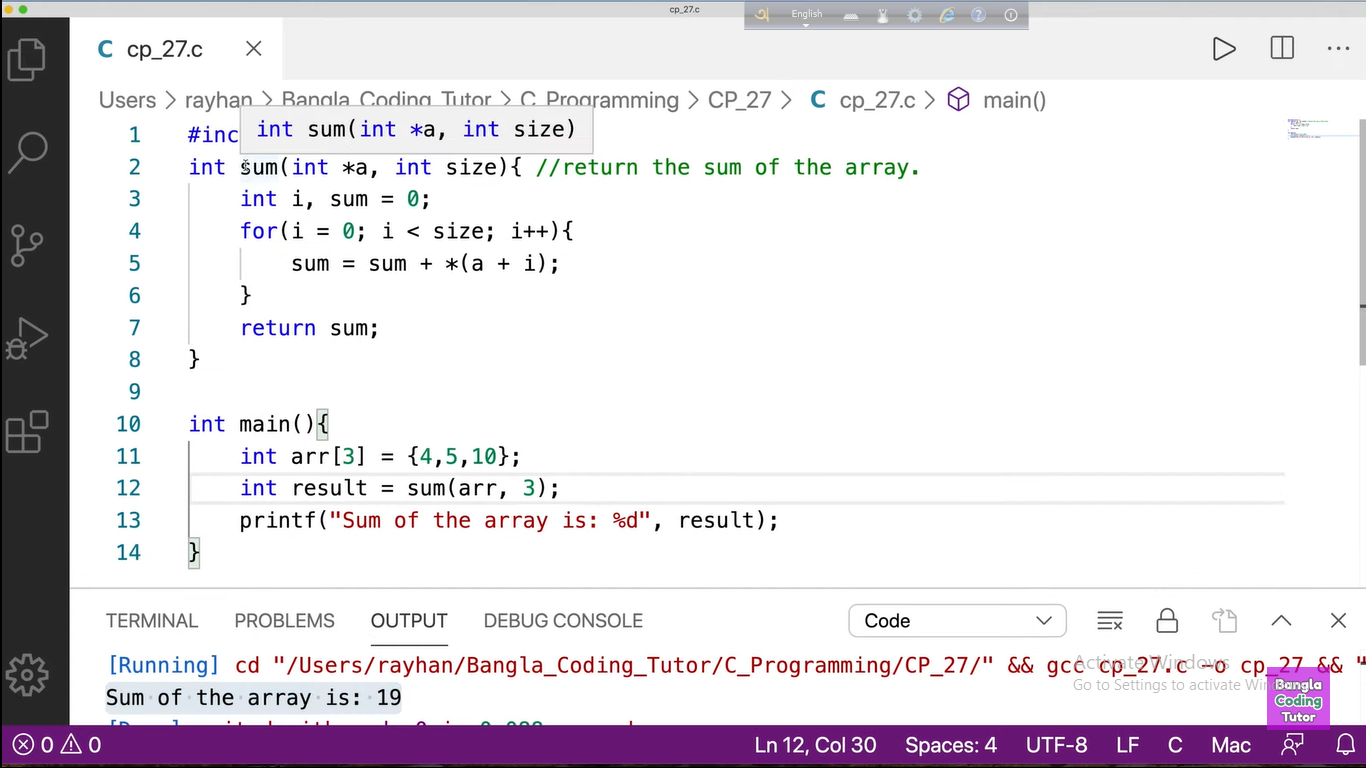 cp_27.c
অ English
C cp_27.c
Users > rayhan > Bangla_Coding_Tutor > C_Programming > CP_27 > C cp_27.c > main()
int sum(int *a, int size)
1 #inc
2 int sum(int *a, int size){ //return the sum of the array.
3 int i, sum = 0;
4 for(i = 0; i < size; i++){
5 sum = sum + *(a + i);
6 }
7 return sum;
8 }
9
10 int main(){
11 int arr[3] = {4,5,10};
12 int result = sum(arr, 3);
13 printf("Sum of the array is: %d", result);
14 }
TERMINAL PROBLEMS OUTPUT DEBUG CONSOLE Code
[Running] cd "/Users/rayhan/Bangla_Coding_Tutor/C_Programming/CP_27/" && gcc cp_27.c -o cp_27 && "
Activate Windows
Go to Settings to activate Wi
Sum of the array is: 19
Bangla
Coding
Tutor
0 0 Ln 12, Col 30 Spaces: 4 UTF-8 LF C Mac